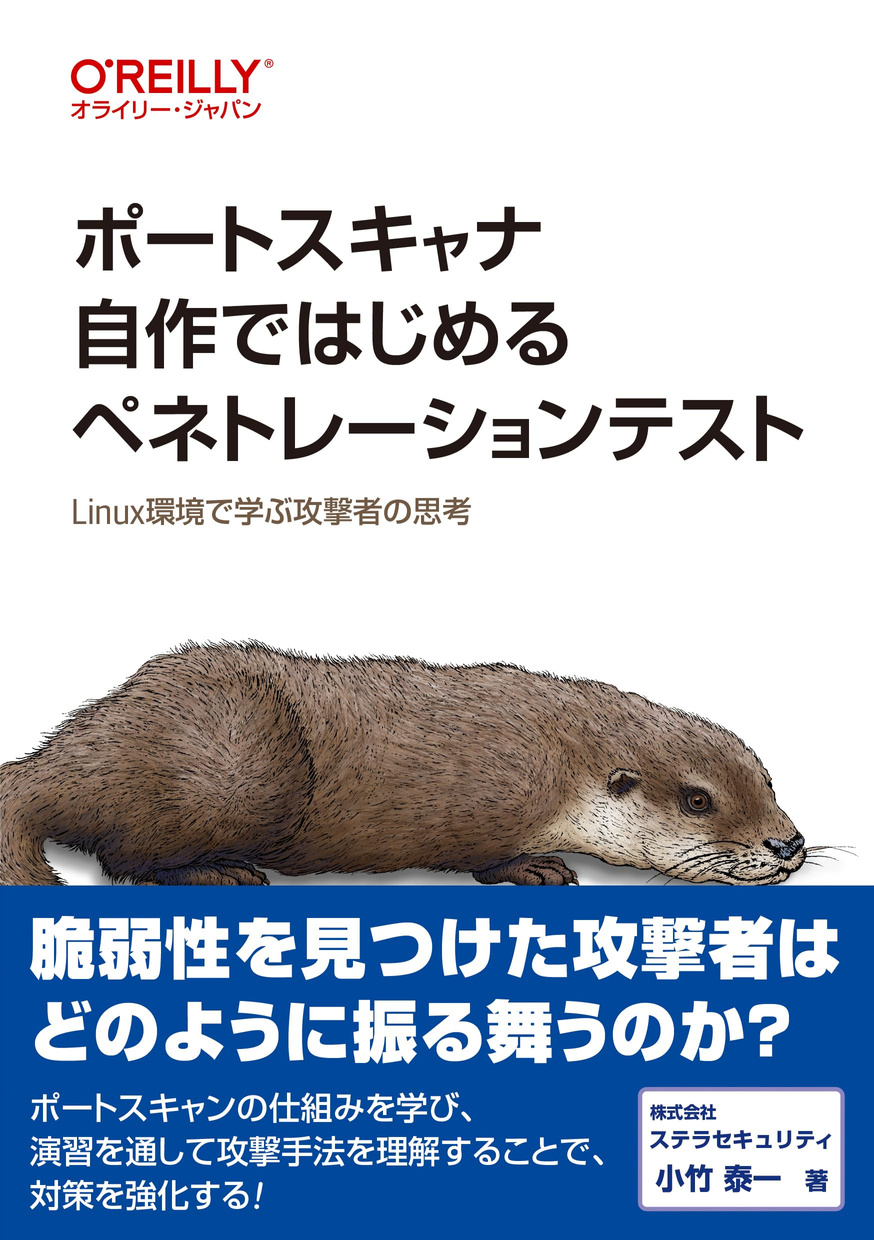 O'REILLY®
オライリー・ジャパン
ポートスキャナ
自作ではじめる
ペネトレーションテスト
Linux環境で学ぶ攻撃者の思考
脆弱性を見つけた攻撃者は
どのように振る舞うのか?
ポートスキャンの仕組みを学び、
演習を通して攻撃手法を理解することで、
対策を強化する!
株式会社
ステラセキュリティ
小竹 泰一 著